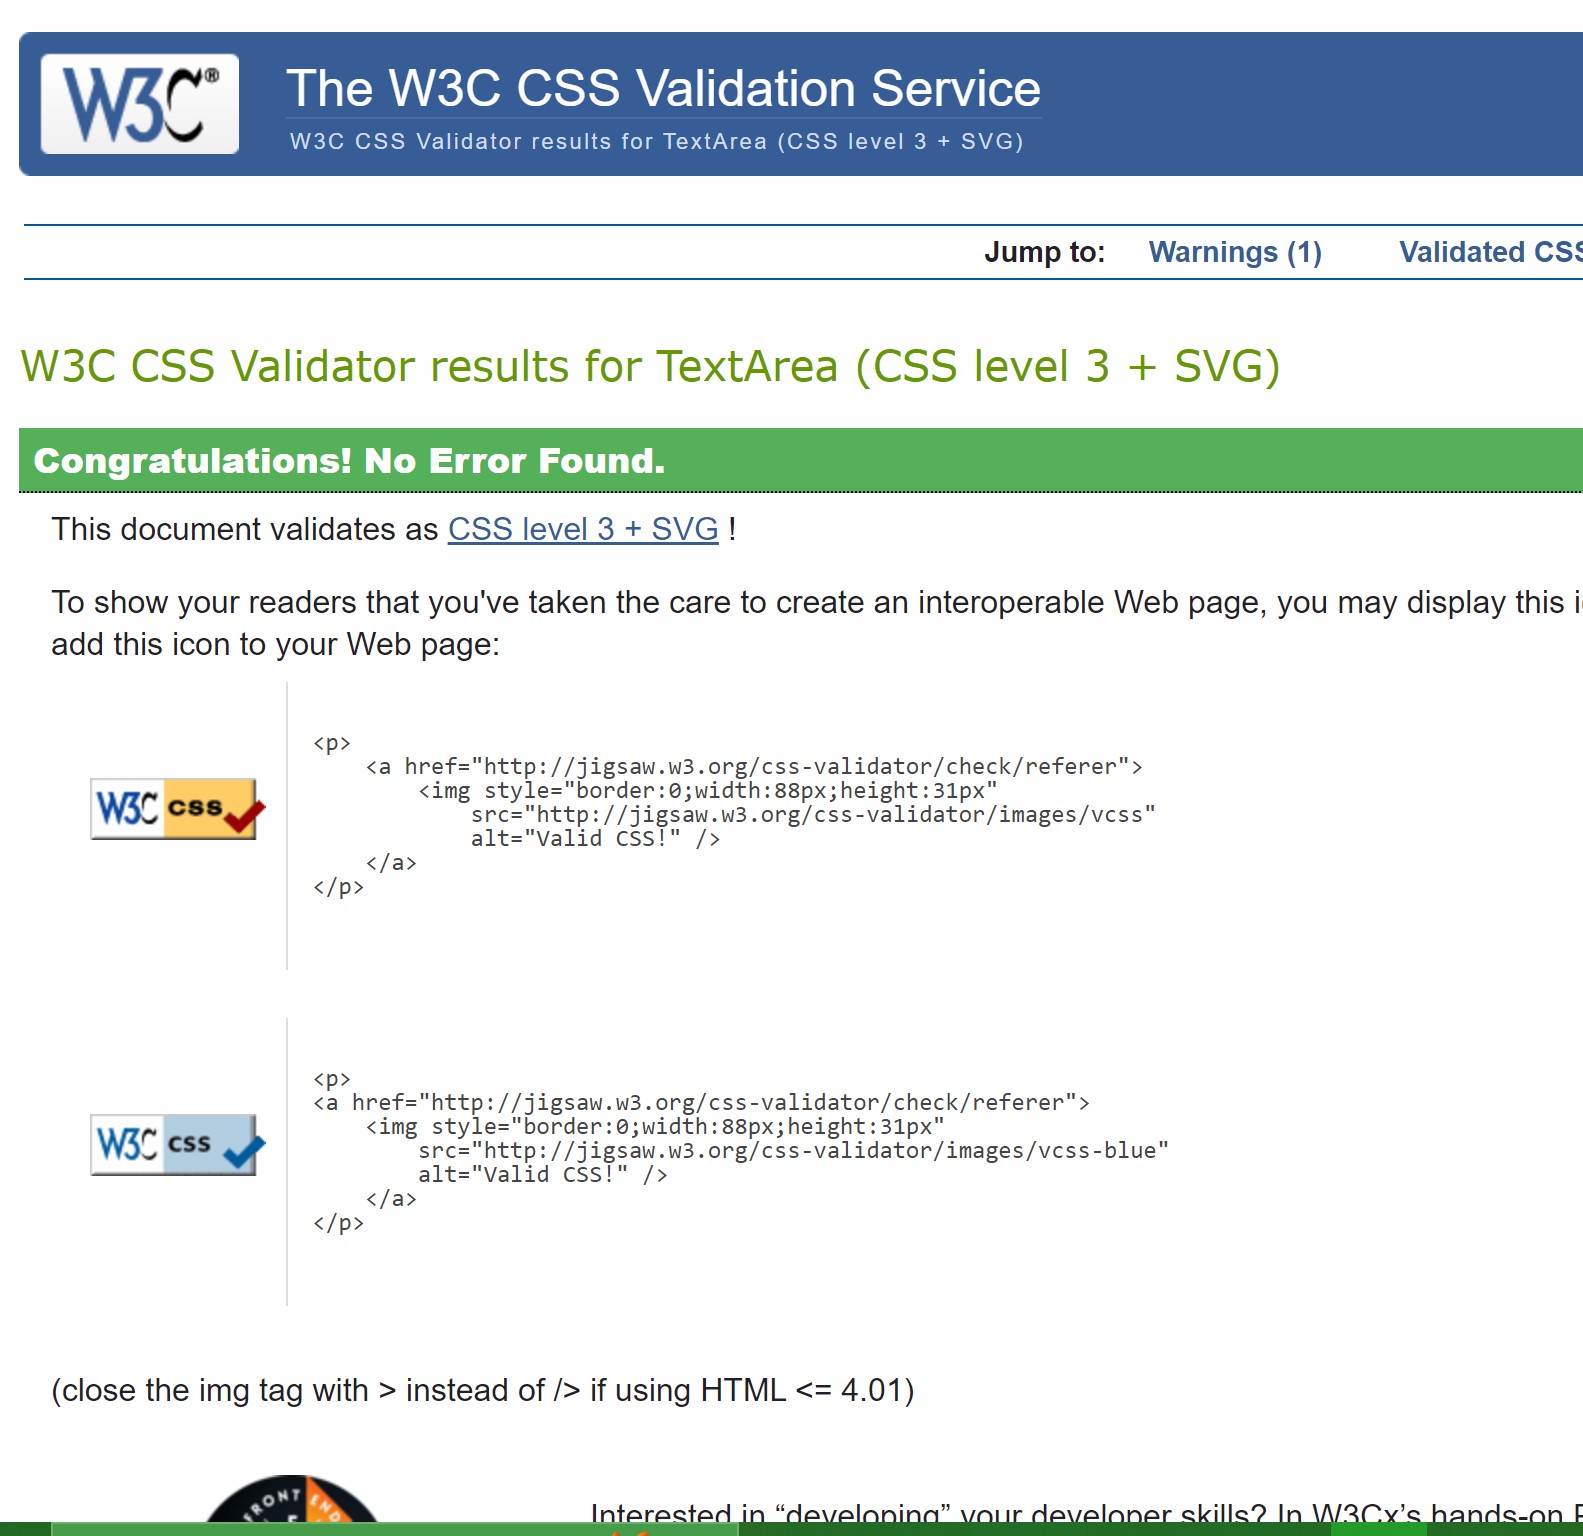 W3C®
The W3C CSS Validation Service
W3C CSS Validator results for TextArea (CSS level 3 + SVG)
Jump to: Warnings (1) Validated CSS
W3C CSS Validator results for TextArea (CSS level 3 + SVG)
Congratulations! No Error Found.
This document validates as CSS level 3 + SVG !
To show your readers that you've taken the care to create an interoperable Web page, you may display this
add this icon to your Web page:
W3C css
<p>
    <a href="http://jigsaw.w3.org/css-validator/check/referer">
        <img style="border:0;width:88px;height:31px"
            src="http://jigsaw.w3.org/css-validator/images/vcss"
            alt="Valid CSS!" />
    </a>
</p>
W3C css
<p>
<a href="http://jigsaw.w3.org/css-validator/check/referer">
    <img style="border:0;width:88px;height:31px"
        src="http://jigsaw.w3.org/css-validator/images/vcss-blue"
        alt="Valid CSS!" />
    </a>
</p>
(close the img tag with > instead of /> if using HTML <= 4.01)
FRONT END
Interested in “developing” your developer skills? In W3Cx’s hands-on